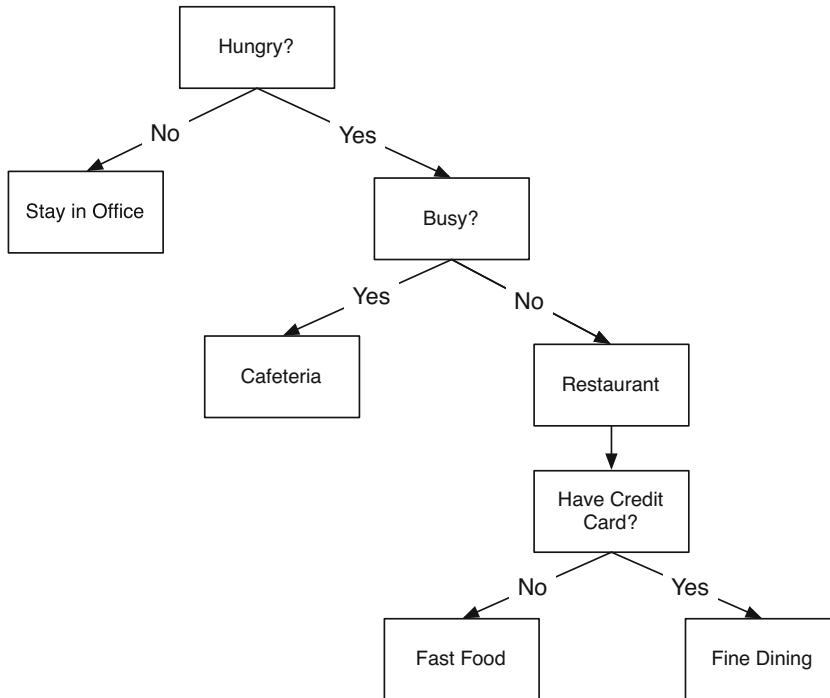 Hungry?
No
Yes
Stay in Office
Busy?
Yes
No
Cafeteria
Restaurant
Have Credit
Card?
No
Yes
Fast Food
Fine Dining